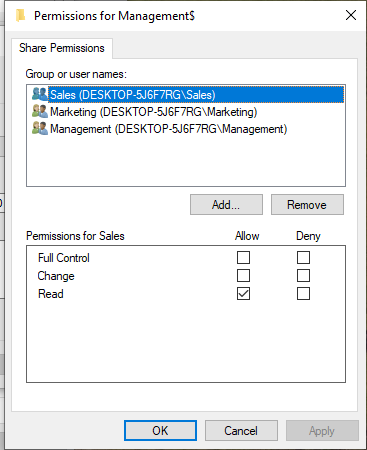 Permissions for Management$
Share Permissions
Group or user names:
Sales (DESKTOP-5J6F7RG\Sales)
Marketing (DESKTOP-5J6F7RG\Marketing)
Management (DESKTOP-5J6F7RG\Management)
Add... Remove
Permissions for Sales Allow Deny
Full Control
Change
Read
OK Cancel Apply